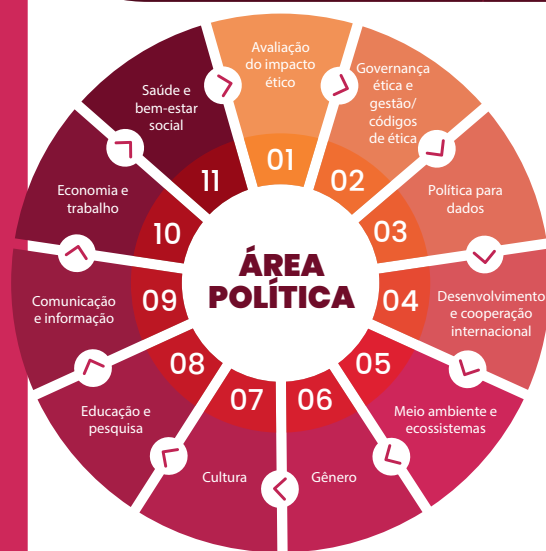 ÁREA
POLÍTICA
01
Avaliação
do impacto
ético
02
Governança
ética e
gestão/
códigos
de ética
03
Política para
dados
04
Desenvolvimento
e cooperação
internacional
05
Meio ambiente e
ecossistemas
06
Gênero
07
Cultura
08
Educação e
pesquisa
09
Comunicação
e informação
10
Economia e
trabalho
11
Saúde e
bem-estar
social